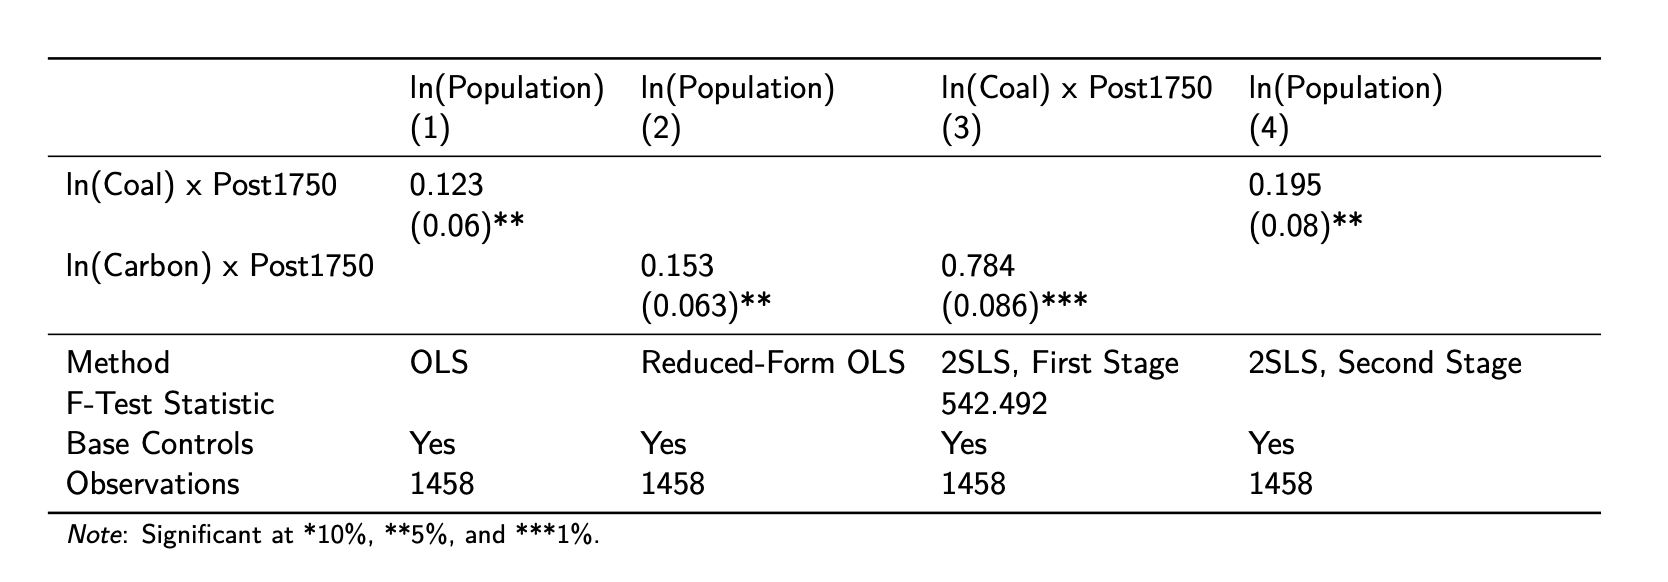 ln(Population) ln(Population) ln(Coal) x Post1750 ln(Population)
(1) (2) (3) (4)
ln(Coal) x Post1750 0.123 0.195
(0.06)** (0.08)**
ln(Carbon) x Post1750 0.153 0.784
(0.063)** (0.086)***
Method OLS Reduced-Form OLS 2SLS, First Stage 2SLS, Second Stage
F-Test Statistic 542.492
Base Controls Yes Yes Yes Yes
Observations 1458 1458 1458 1458
Note: Significant at *10%, **5%, and ***1%.